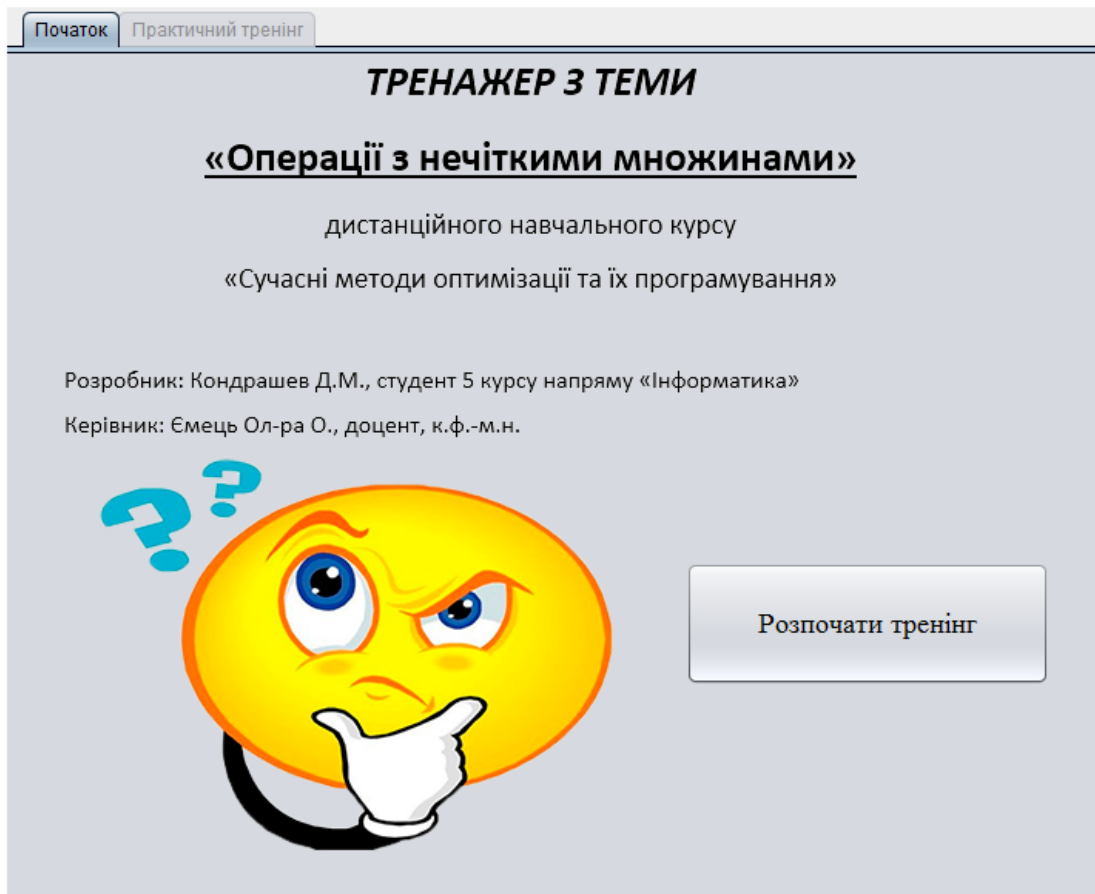 Початок Практичний тренінг
ТРЕНАЖЕР З ТЕМИ
«Операції з нечіткими множинами»
дистанційного навчального курсу
«Сучасні методи оптимізації та їх програмування»
Розробник: Кондрашев Д.М., студент 5 курсу напряму «Інформатика»
Керівник: Ємець Ол-ра О., доцент, к.ф.-м.н.
??
Розпочати тренінг